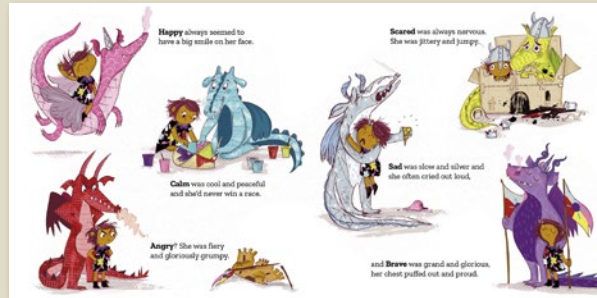 Happy always seemed to
have a big smile on her face.
Calm was cool and peaceful
and she'd never win a race.
Angry? She was fiery
and gloriously grumpy.
Scared was always nervous.
She was jittery and jumpy.
Sad was slow and silver and
she often cried out loud,
and Brave was grand and glorious,
her chest puffed out and proud.